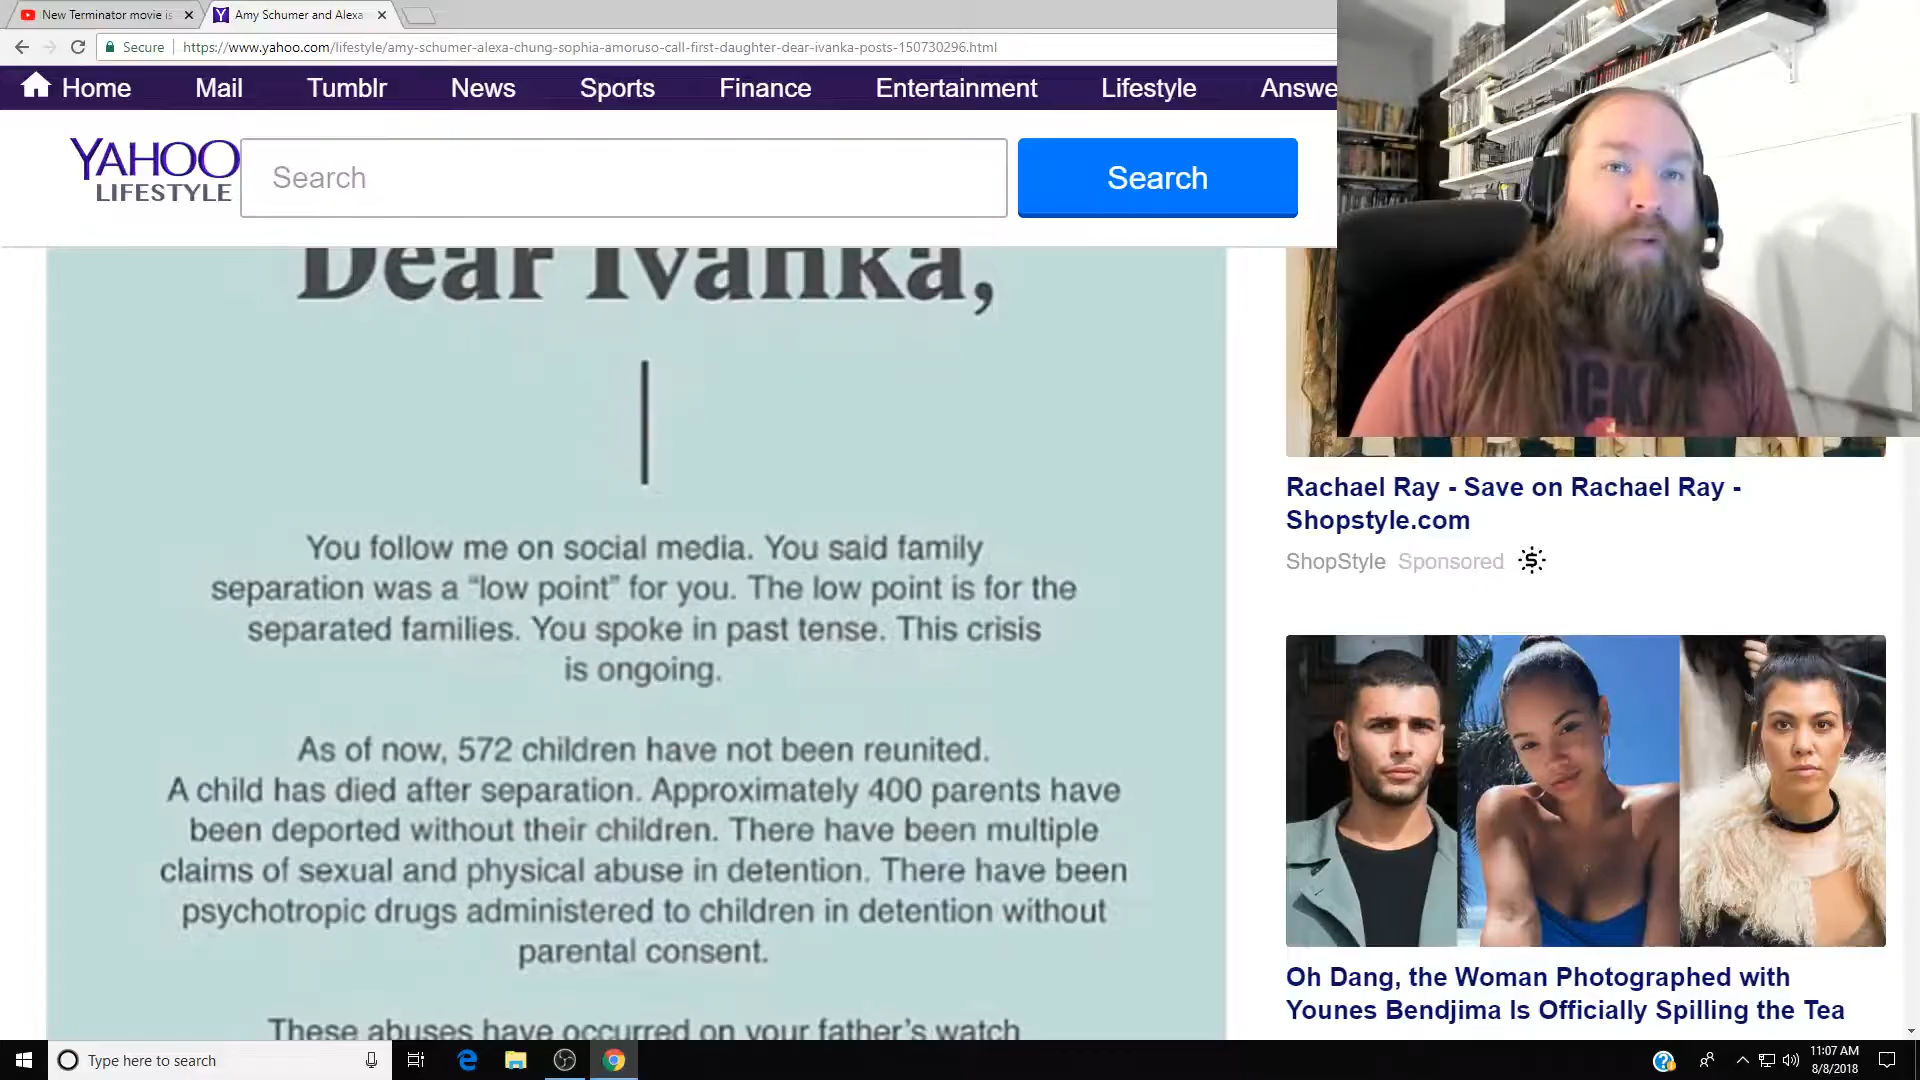 New Terminator movie is
Amy Schumer and Alexa
Secure
https://www.yahoo.com/lifestyle/amy-schumer-alexa-chung-sophia-amoruso-call-first-daughter-dear-ivanka-posts-150730296.html
Home Mail Tumblr News Sports Finance Entertainment Lifestyle Answe
YAHOO
LIFESTYLE
Search
Search
Dear Ivanka,
You follow me on social media. You said family
separation was a “low point” for you. The low point is for the
separated families. You spoke in past tense. This crisis
is ongoing.
As of now, 572 children have not been reunited.
A child has died after separation. Approximately 400 parents have
been deported without their children. There have been multiple
claims of sexual and physical abuse in detention. There have been
psychotropic drugs administered to children in detention without
parental consent.
These abuses have occurred on your father’s watch
Rachael Ray - Save on Rachael Ray -
Shopstyle.com
ShopStyle Sponsored
Oh Dang, the Woman Photographed with
Younes Bendjima Is Officially Spilling the Tea
Type here to search
11:07 AM
8/8/2018